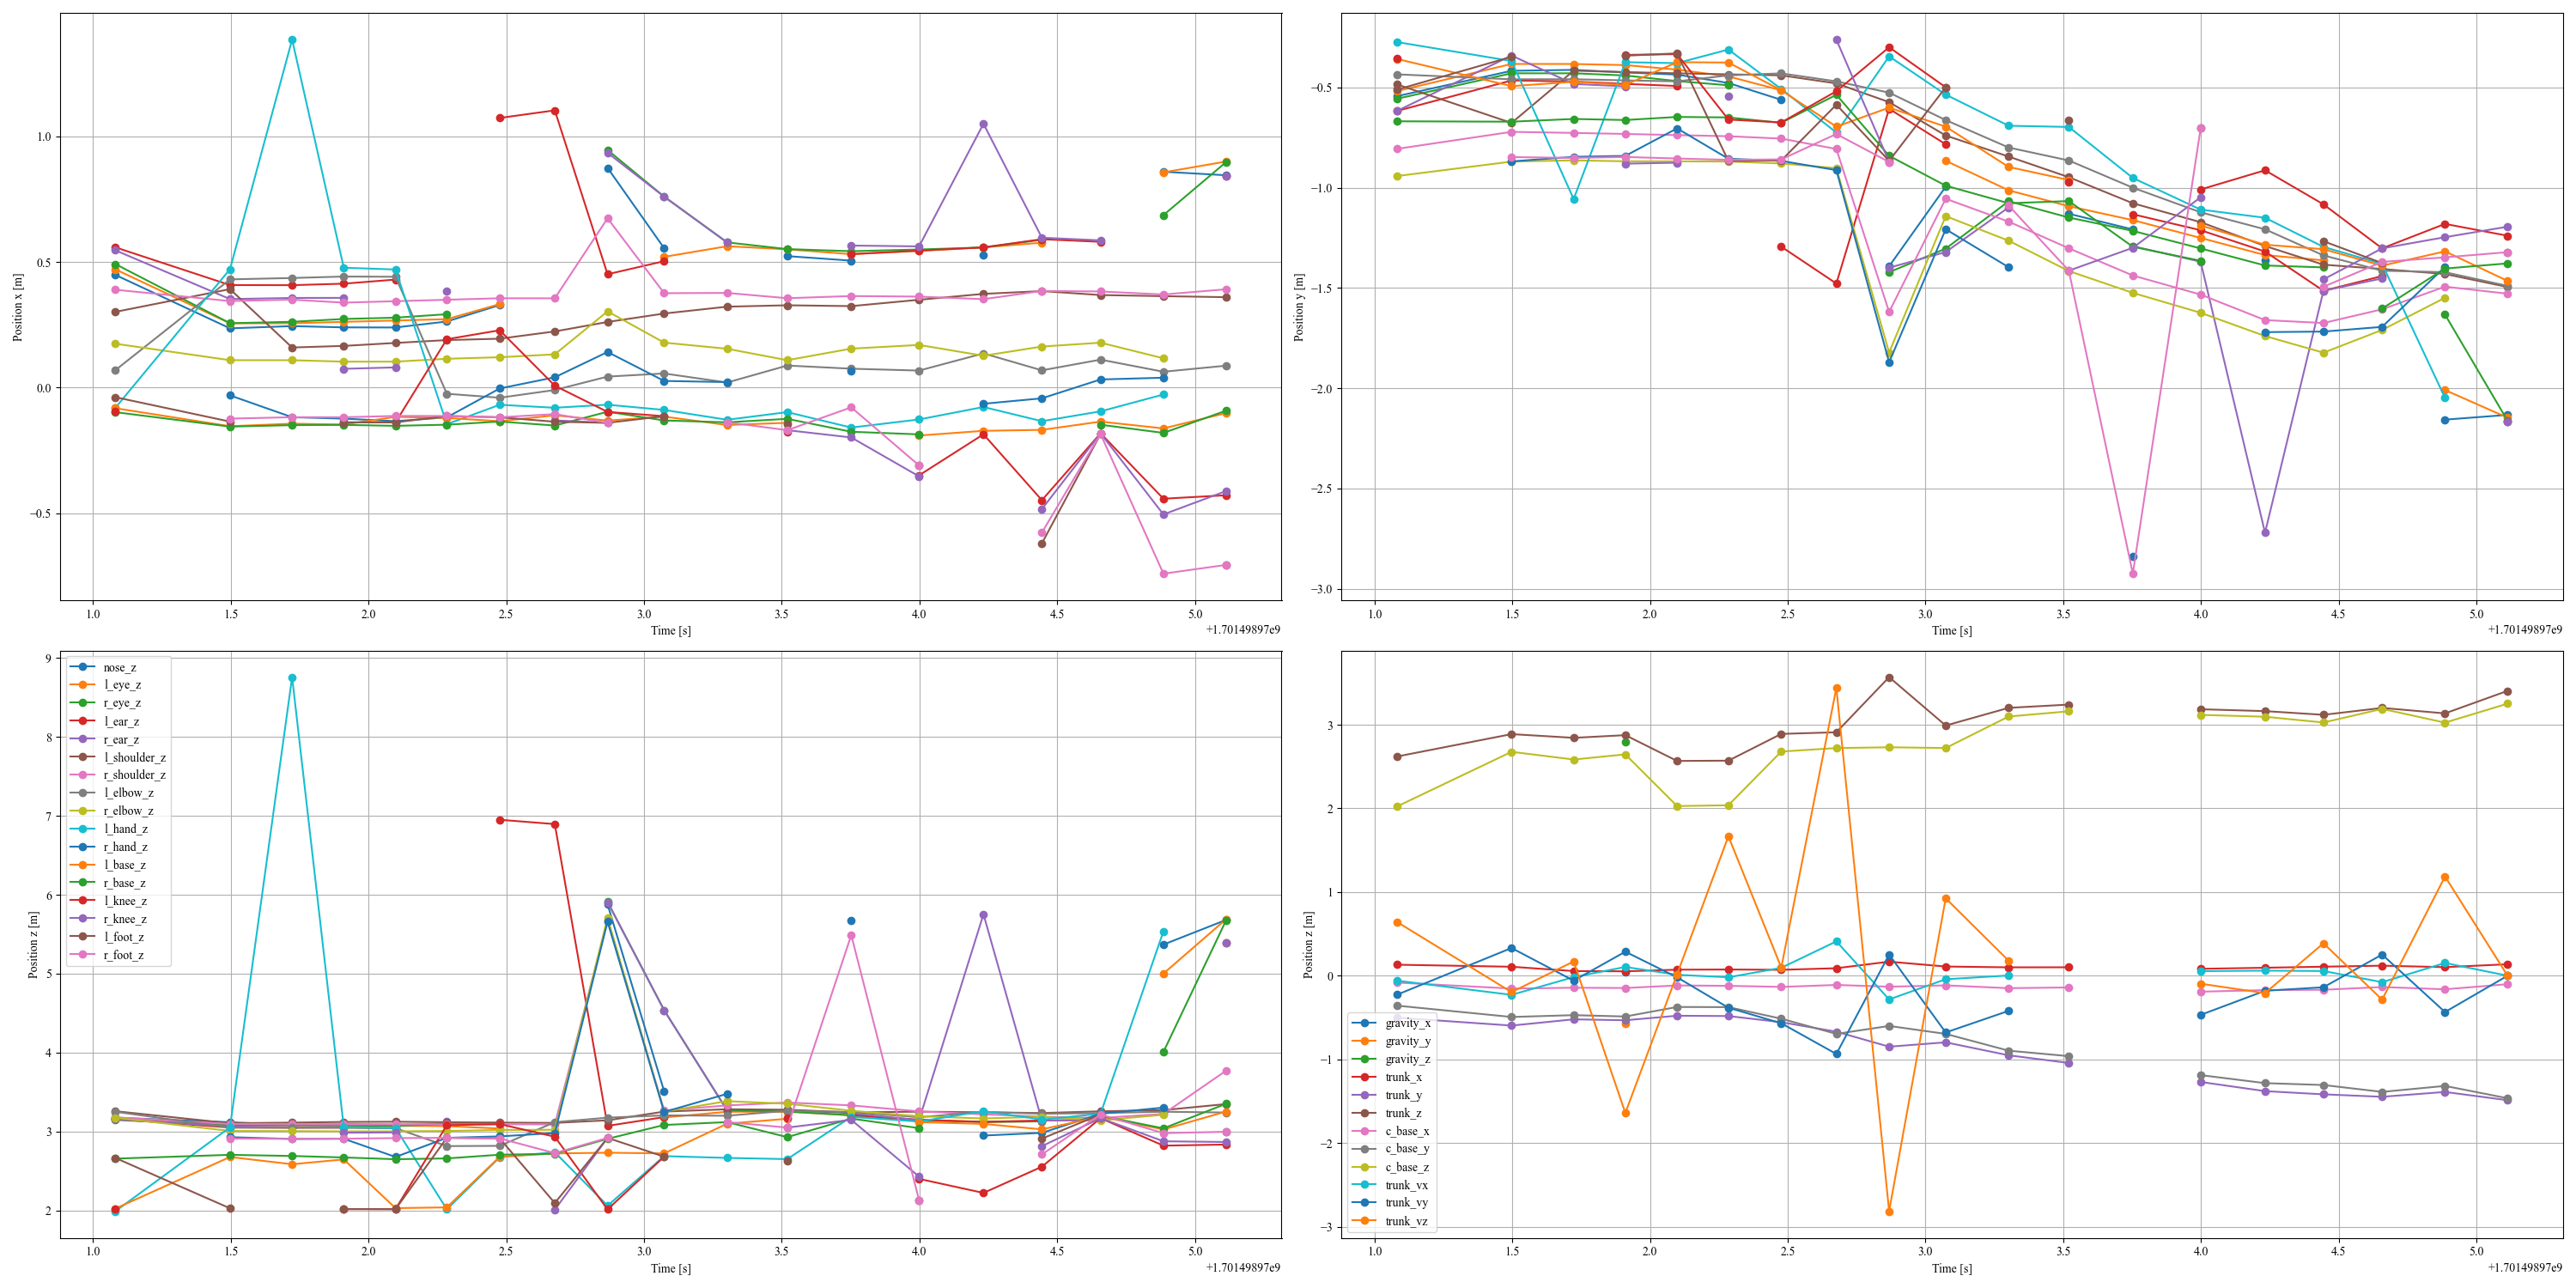 Position x [m]
1.0
0.5
0.0
−0.5
1.0 1.5 2.0 2.5 3.0 3.5 4.0 4.5 5.0
Time [s]
+1.70149897e9
Position y [m]
−0.5
−1.0
−1.5
−2.0
−2.5
−3.0
1.0 1.5 2.0 2.5 3.0 3.5 4.0 4.5 5.0
Time [s]
+1.70149897e9
Position z [m]
9
8
7
6
5
4
3
2
nose_z
l_eye_z
r_eye_z
l_ear_z
r_ear_z
l_shoulder_z
r_shoulder_z
l_elbow_z
r_elbow_z
l_hand_z
r_hand_z
l_base_z
r_base_z
l_knee_z
r_knee_z
l_foot_z
r_foot_z
1.0 1.5 2.0 2.5 3.0 3.5 4.0 4.5 5.0
Time [s]
+1.70149897e9
Position z [m]
3
2
1
0
−1
−2
−3
gravity_x
gravity_y
gravity_z
trunk_x
trunk_y
trunk_z
c_base_x
c_base_y
c_base_z
trunk_vx
trunk_vy
trunk_vz
1.0 1.5 2.0 2.5 3.0 3.5 4.0 4.5 5.0
Time [s]
+1.70149897e9